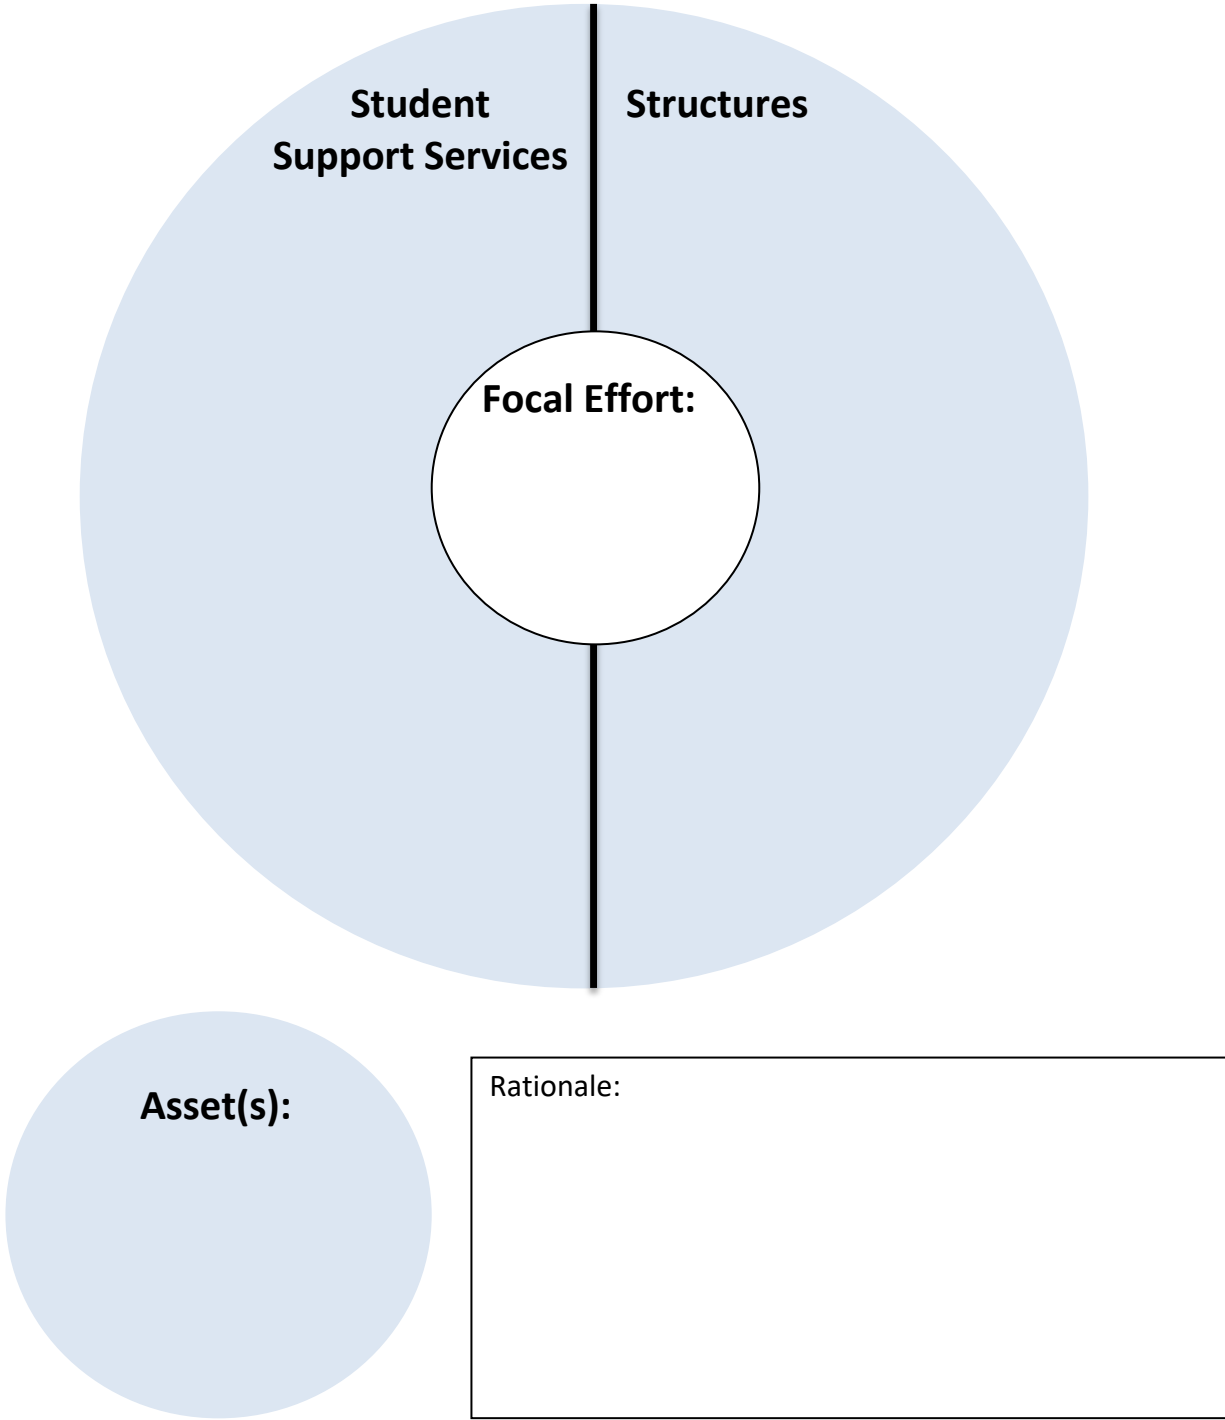 Student
Support Services
Structures
Focal Effort:
Asset(s):
Rationale: